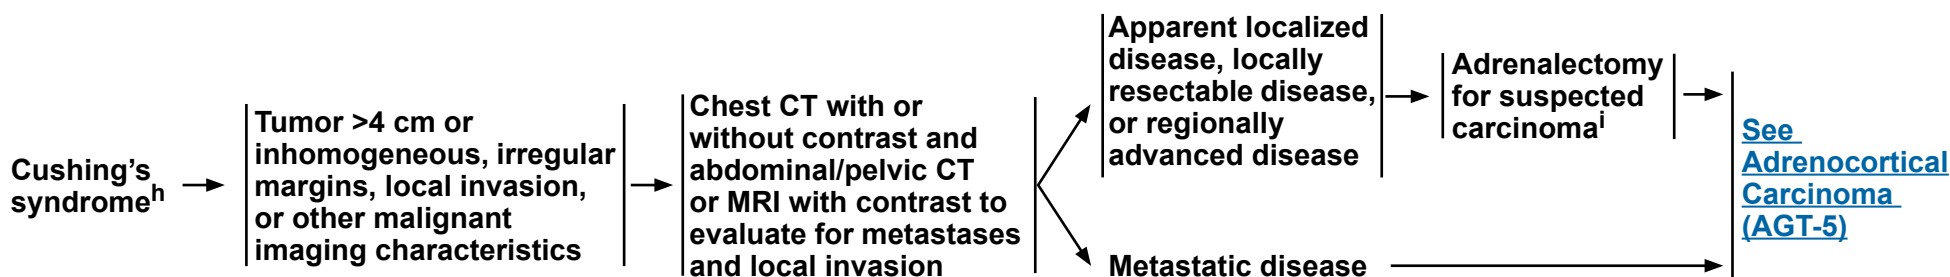 Cushing's
syndromeh
Tumor >4 cm or
inhomogeneous, irregular
margins, local invasion,
or other malignant
imaging characteristics
Chest CT with or
without contrast and
abdominal/pelvic CT
or MRI with contrast to
evaluate for metastases
and local invasion
Apparent localized
disease, locally
resectable disease,
or regionally
advanced disease
Metastatic disease
Adrenalectomy
for suspected
carcinomai
See
Adrenocortical
Carcinoma
(AGT-5)